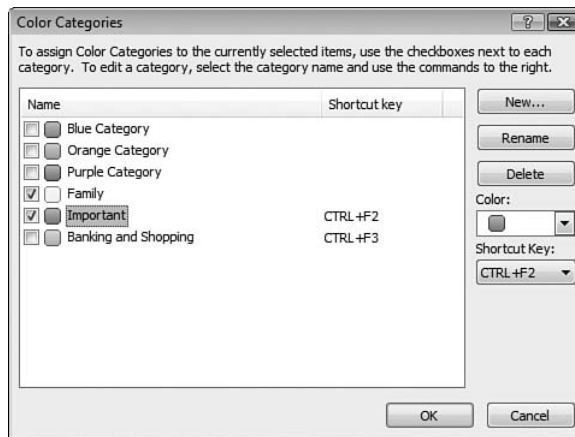 Color Categories
To assign Color Categories to the currently selected items, use the checkboxes next to each
category. To edit a category, select the category name and use the commands to the right.
Name Shortcut key
Blue Category
Orange Category
Purple Category
Family
Important CTRL+F2
Banking and Shopping CTRL+F3
New...
Rename
Delete
Color:
Shortcut Key:
CTRL+F2
OK Cancel